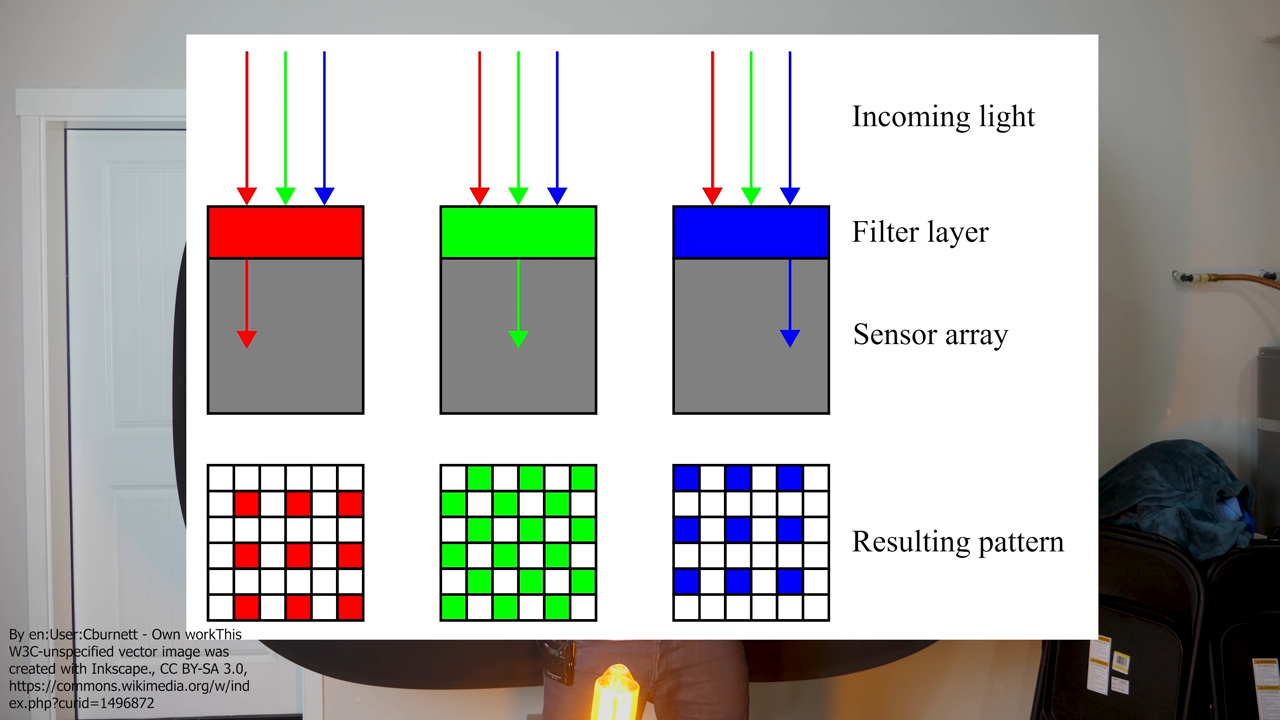 Incoming light
Filter layer
Sensor array
Resulting pattern
By en:User:Cburnett - Own workThis
W3C-unspecified vector image was
created with Inkscape., CC BY-SA 3.0,
https://commons.wikimedia.org/w/ind
ex.php?curid=1496872